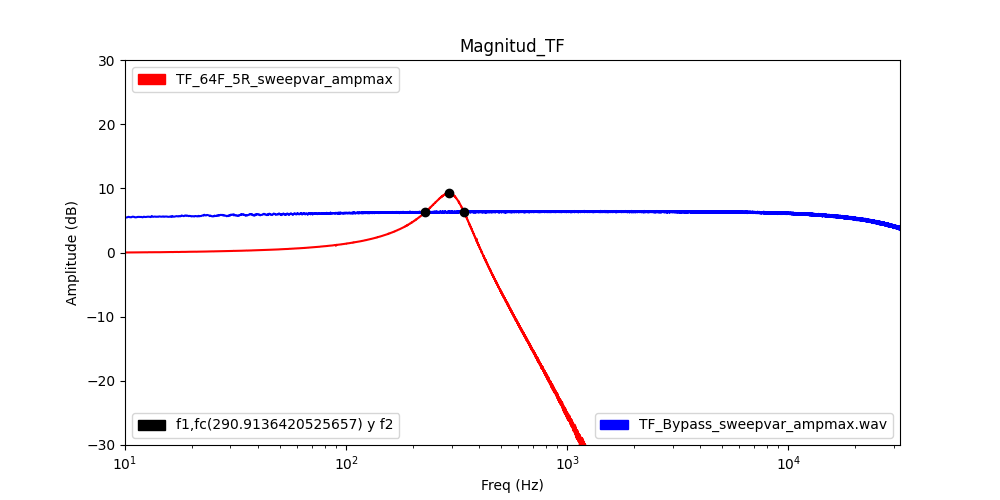 Magnitud_TF
30
20
10
0
−10
−20
−30
Amplitude (dB)
TF_64F_5R_sweepvar_ampmax
f1,fc(290.9136420525657) y f2
TF_Bypass_sweepvar_ampmax.wav
10¹ 10² 10³ 10⁴
Freq (Hz)